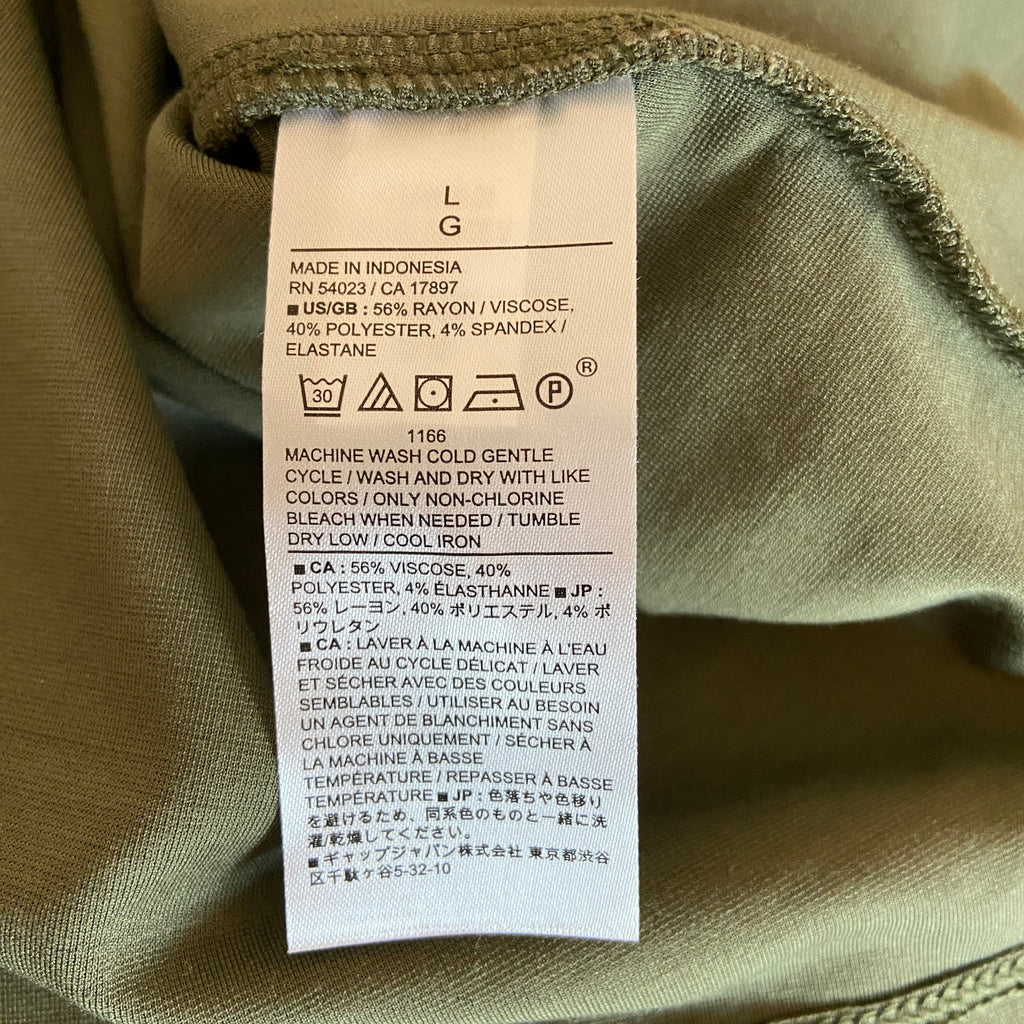 L
G
MADE IN INDONESIA
RN 54023 / CA 17897
■ US/GB : 56% RAYON / VISCOSE,
40% POLYESTER, 4% SPANDEX /
ELASTANE
30 P ®
1166
MACHINE WASH COLD GENTLE
CYCLE / WASH AND DRY WITH LIKE
COLORS / ONLY NON-CHLORINE
BLEACH WHEN NEEDED / TUMBLE
DRY LOW / COOL IRON
■ CA : 56% VISCOSE, 40%
POLYESTER, 4% ÉLASTHANNE ■ JP :
56% レーヨン, 40% ポリエステル, 4% ポ
リウレタン
■ CA : LAVER À LA MACHINE À L'EAU
FROIDE AU CYCLE DÉLICAT / LAVER
ET SÉCHER AVEC DES COULEURS
SEMBLABLES / UTILISER AU BESOIN
UN AGENT DE BLANCHIMENT SANS
CHLORE UNIQUEMENT / SÉCHER À
LA MACHINE À BASSE
TEMPÉRATURE / REPASSER À BASSE
TEMPÉRATURE ■ JP : 色落ちや色移り
を避けるため、同系色のものと一緒に洗
濯/乾燥してください。
■ ギャップジャパン株式会社 東京都渋谷
区千駄ヶ谷5-32-10